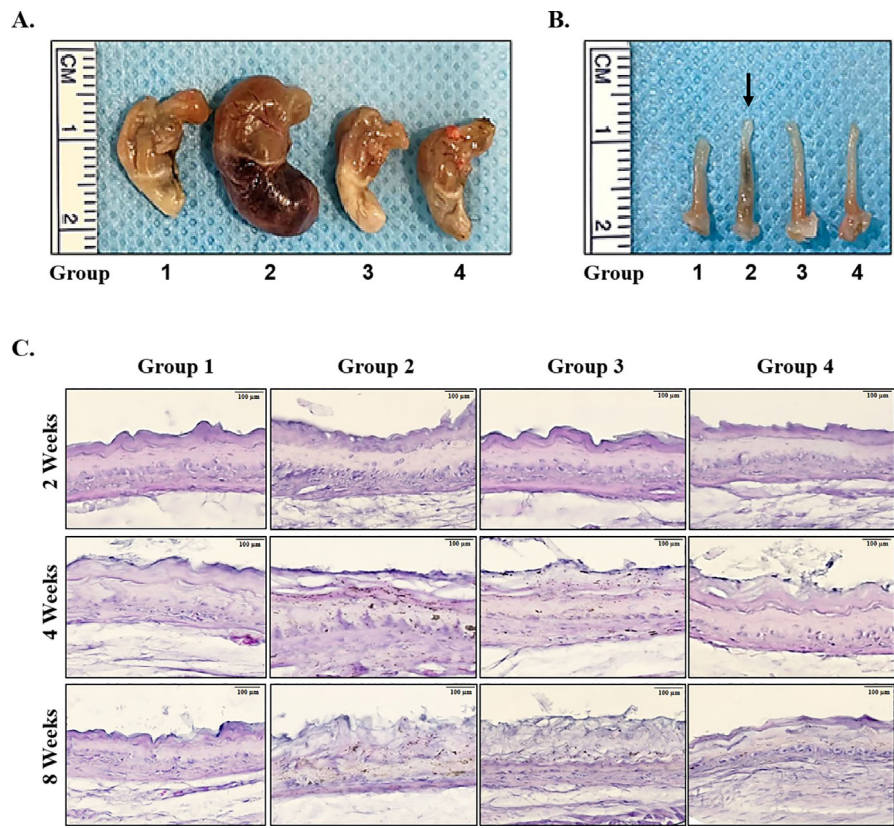 A.
B.
CM
1
2
Group 1 2 3 4
CM
1
2
Group 1 2 3 4
C.
Group 1 Group 2 Group 3 Group 4
2 Weeks
100 µm 100 µm 100 µm 100 µm
4 Weeks
100 µm 100 µm 100 µm 100 µm
8 Weeks
100 µm 100 µm 100 µm 100 µm